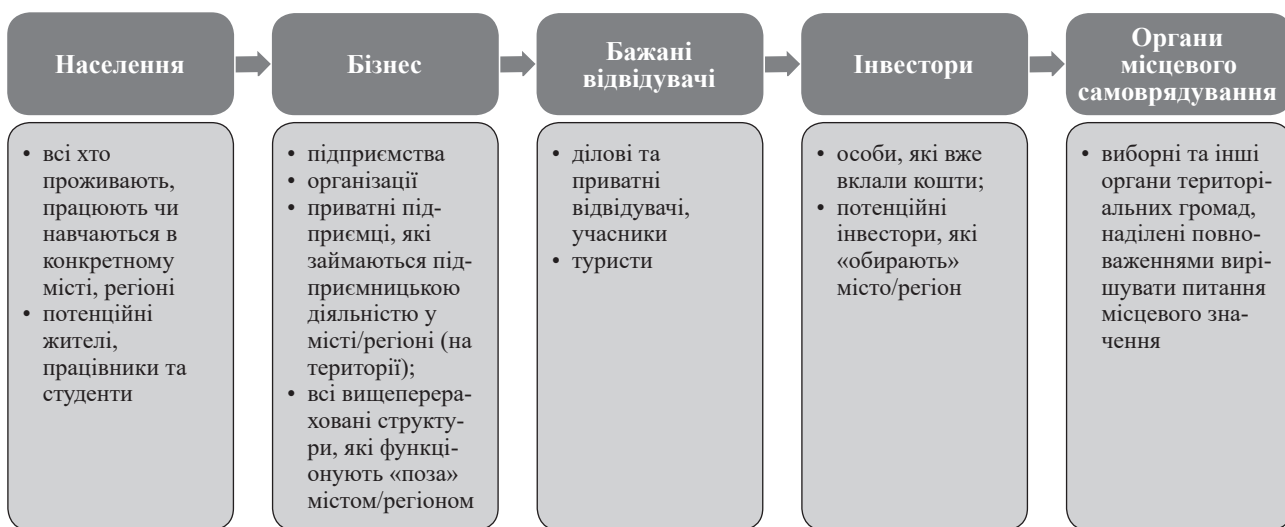 Населення
• всі хто
проживають,
працюють чи
навчаються в
конкретному
місті, регіоні
• потенційні
жителі,
працівники та
студенти
Бізнес
• підприємства
• організації
• приватні під-
приємці, які
займаються під-
приємницькою
діяльністю у
місті/регіоні (на
території);
• всі вищеперера-
ховані структу-
ри, які функці-
онують «поза»
містом/регіоном
Бажані
відвідувачі
• ділові та
приватні
відвідувачі,
учасники
• туристи
Інвестори
• особи, які вже
вклали кошти;
• потенційні
інвестори, які
«обирають»
місто/регіон
Органи
місцевого
самоврядування
• виборні та інші
органи територі-
альних громад,
наділені повно-
важеннями вирі-
шувати питання
місцевого зна-
чення